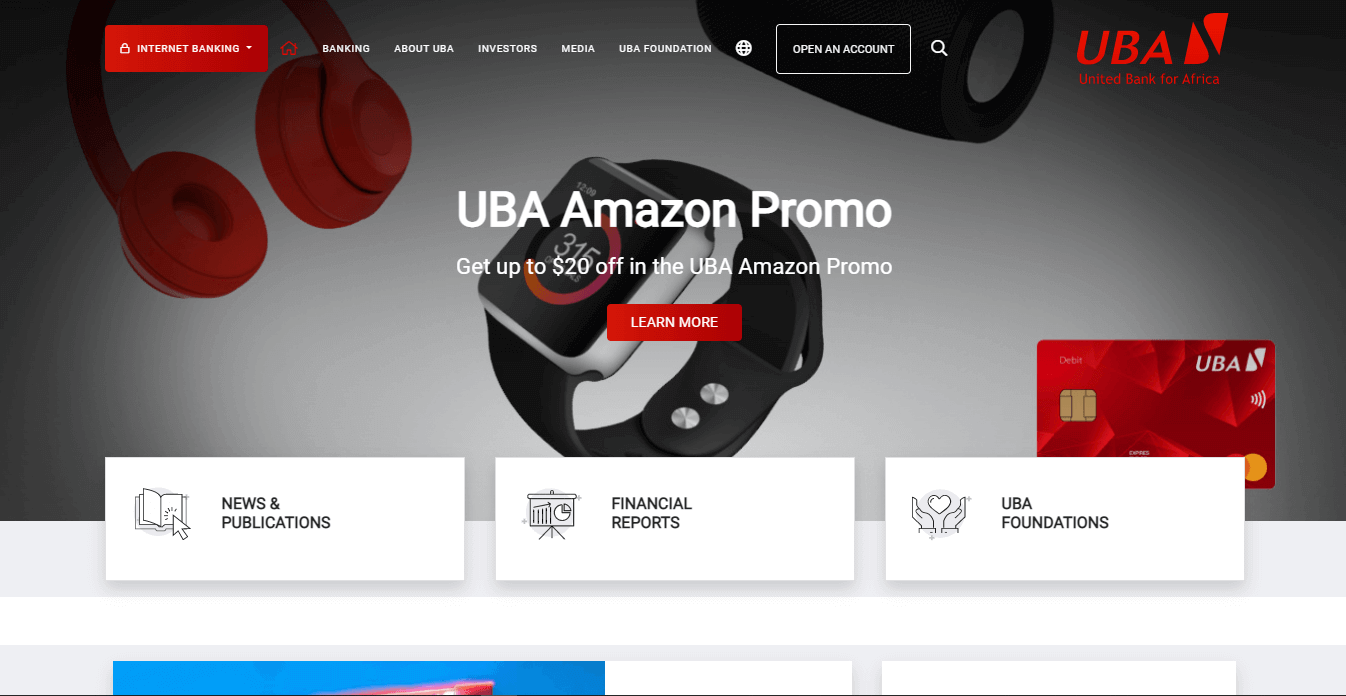 INTERNET BANKING
BANKING
ABOUT UBA
INVESTORS
MEDIA
UBA FOUNDATION
OPEN AN ACCOUNT
UBA
United Bank for Africa
12:09
315
UBA Amazon Promo
Get up to $20 off in the UBA Amazon Promo
LEARN MORE
Debit
UBA
EXPIRES
NEWS &
PUBLICATIONS
FINANCIAL
REPORTS
UBA
FOUNDATIONS